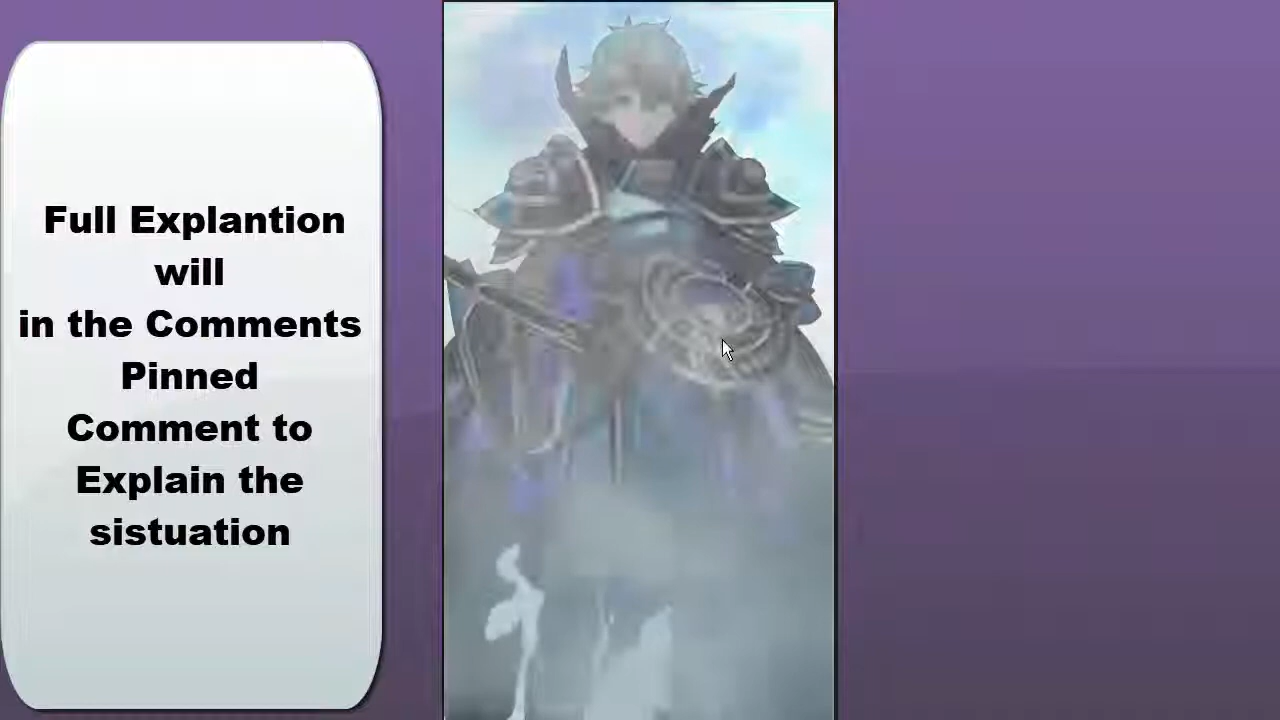 Full Explantion
will
in the Comments
Pinned
Comment to
Explain the
sistuation